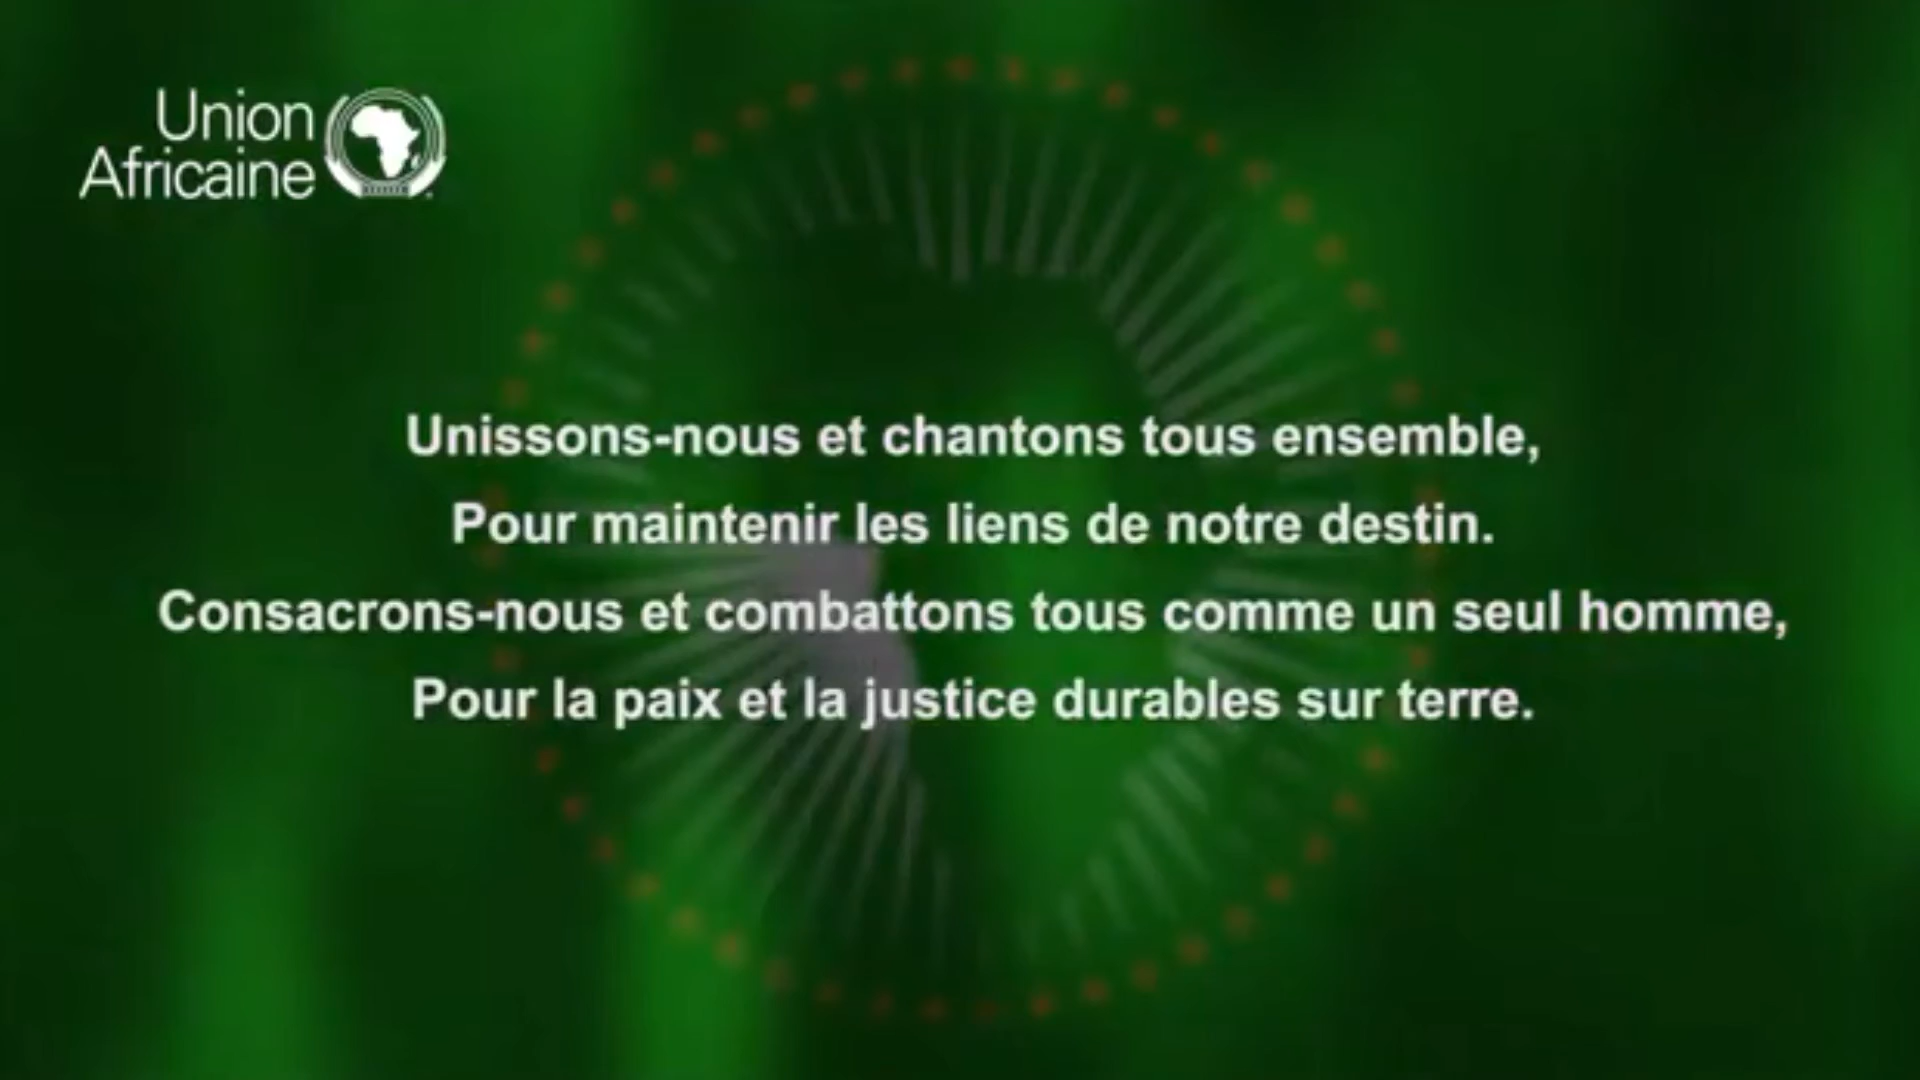 Union
Africaine
Unissons-nous et chantons tous ensemble,
Pour maintenir les liens de notre destin.
Consacrons-nous et combattons tous comme un seul homme,
Pour la paix et la justice durables sur terre.